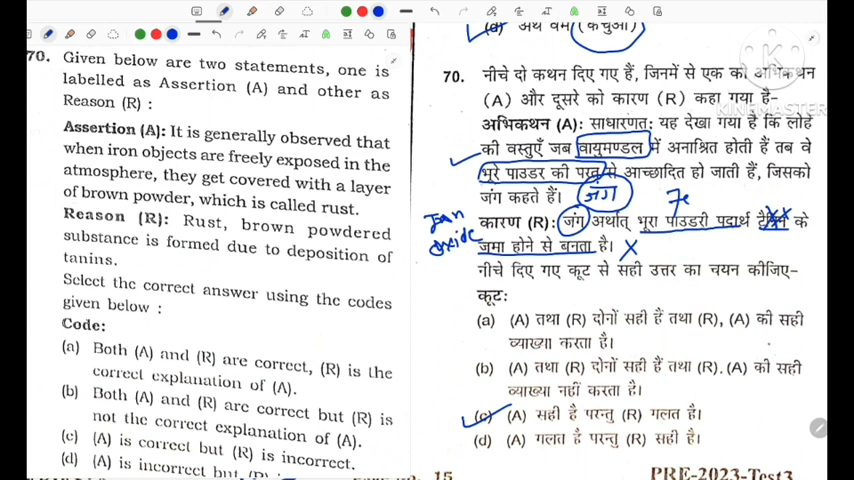 (d) अर्थ वर्म (केंचुआ)
KINEMASTER
70. Given below are two statements, one is
labelled as Assertion (A) and other as
Reason (R) :
Assertion (A): It is generally observed that
when iron objects are freely exposed in the
atmosphere, they get covered with a layer
of brown powder, which is called rust.
Reason (R): Rust, brown powdered
substance is formed due to deposition of
tanins.
Select the correct answer using the codes
given below :
Code:
(a) Both (A) and (R) are correct, (R) is the
correct explanation of (A).
(b) Both (A) and (R) are correct but (R) is
not the correct explanation of (A).
(c) (A) is correct but (R) is incorrect.
(d) (A) is incorrect but (R) is
70. नीचे दो कथन दिए गए हैं, जिनमें से एक को अभिकथन
(A) और दूसरे को कारण (R) कहा गया है-
अभिकथन (A): साधारणतः यह देखा गया है कि लोहे
की वस्तुएँ जब वायुमण्डल में अनाश्रित होती हैं तब वे
भूरे पाउडर की परत से आच्छादित हो जाती हैं, जिसको
जंग कहते हैं।
जंग
Fe
कारण (R): जंग अर्थात् भूरा पाउडरी पदार्थ टैनिन के
जमा होने से बनता है।
Iron
oxide
नीचे दिए गए कूट से सही उत्तर का चयन कीजिए-
कूटः
(a) (A) तथा (R) दोनों सही हैं तथा (R), (A) की सही
व्याख्या करता है।
(b) (A) तथा (R) दोनों सही हैं तथा (R). (A) की सही
व्याख्या नहीं करता है।
(c) (A) सही है परन्तु (R) गलत है।
(d) (A) गलत है परन्तु (R) सही है।
15
PRE-2023-Test3